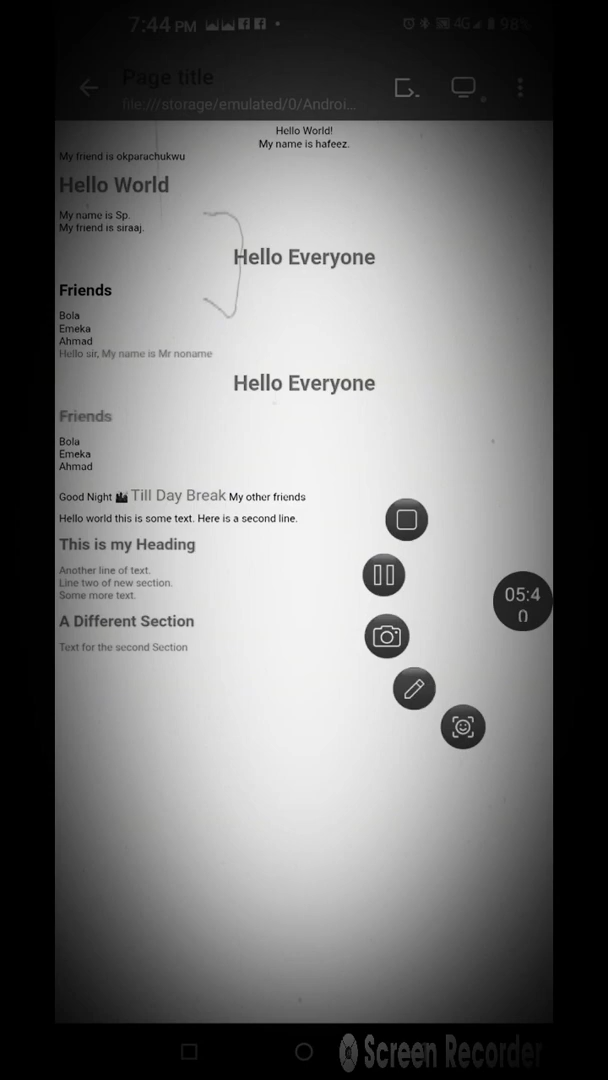 7:44 PM
4G 98%
Page title
file:///storage/emulated/0/Androi...
Hello World!
My name is hafeez.
My friend is okparachukwu
Hello World
My name is Sp.
My friend is siraaj.
Hello Everyone
Friends
Bola
Emeka
Ahmad
Hello sir, My name is Mr noname
Hello Everyone
Friends
Bola
Emeka
Ahmad
Good Night Till Day Break My other friends
Hello world this is some text. Here is a second line.
This is my Heading
Another line of text.
Line two of new section.
Some more text.
A Different Section
Text for the second Section
05:4
0
Screen Recorder